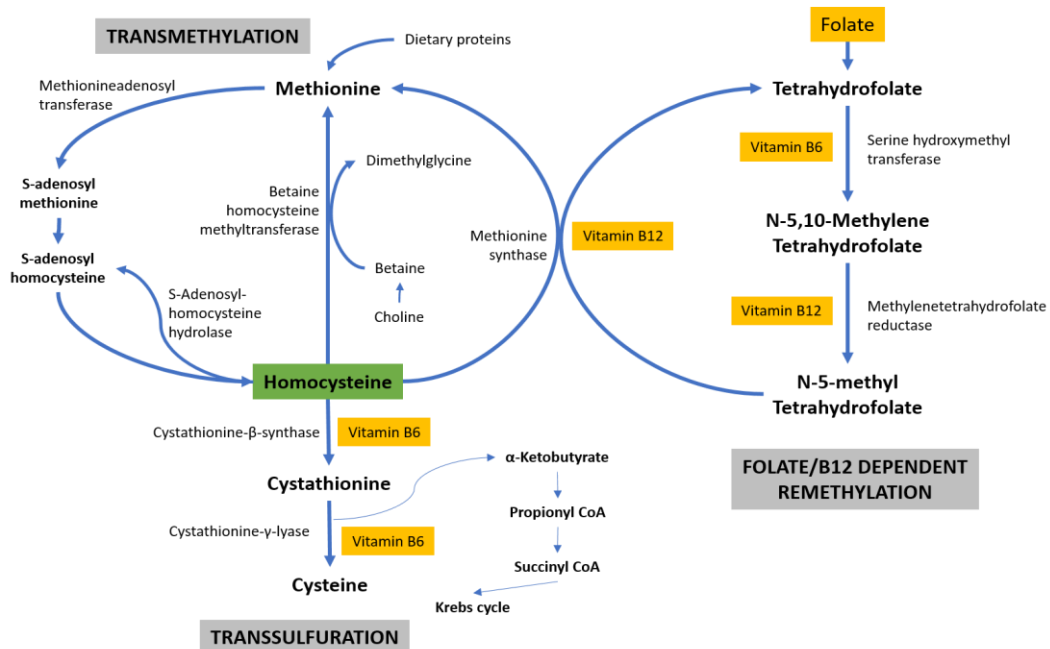 TRANSMETHYLATION
Dietary proteins
Folate
Methionineadenosyl
transferase
Methionine
Tetrahydrofolate
Vitamin B6
Serine hydroxymethyl
transferase
Dimethylglycine
S-adenosyl
methionine
Betaine
homocysteine
methyltransferase
N-5,10-Methylene
Tetrahydrofolate
Methionine
synthase
Vitamin B12
S-adenosyl
homocysteine
Betaine
S-Adenosyl-
homocysteine
hydrolase
Choline
Vitamin B12
Methylenetetrahydrofolate
reductase
Homocysteine
N-5-methyl
Tetrahydrofolate
Cystathionine-β-synthase
Vitamin B6
Cystathionine
α-Ketobutyrate
FOLATE/B12 DEPENDENT
REMETHYLATION
Propionyl CoA
Cystathionine-γ-lyase
Vitamin B6
Succinyl CoA
Cysteine
Krebs cycle
TRANSSULFURATION